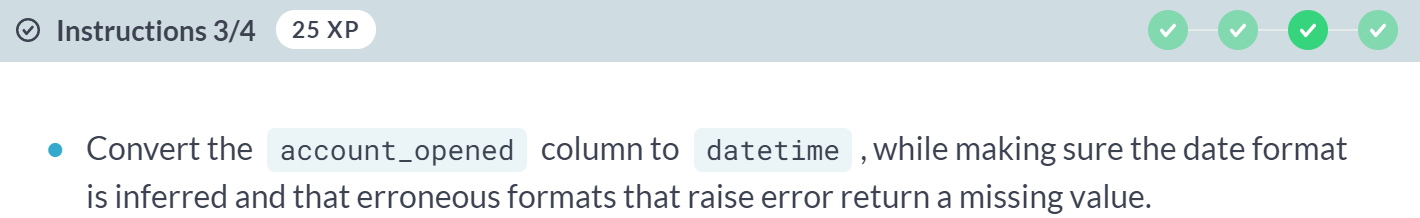 Instructions 3/4 25 XP
Convert the account_opened column to datetime , while making sure the date format
is inferred and that erroneous formats that raise error return a missing value.